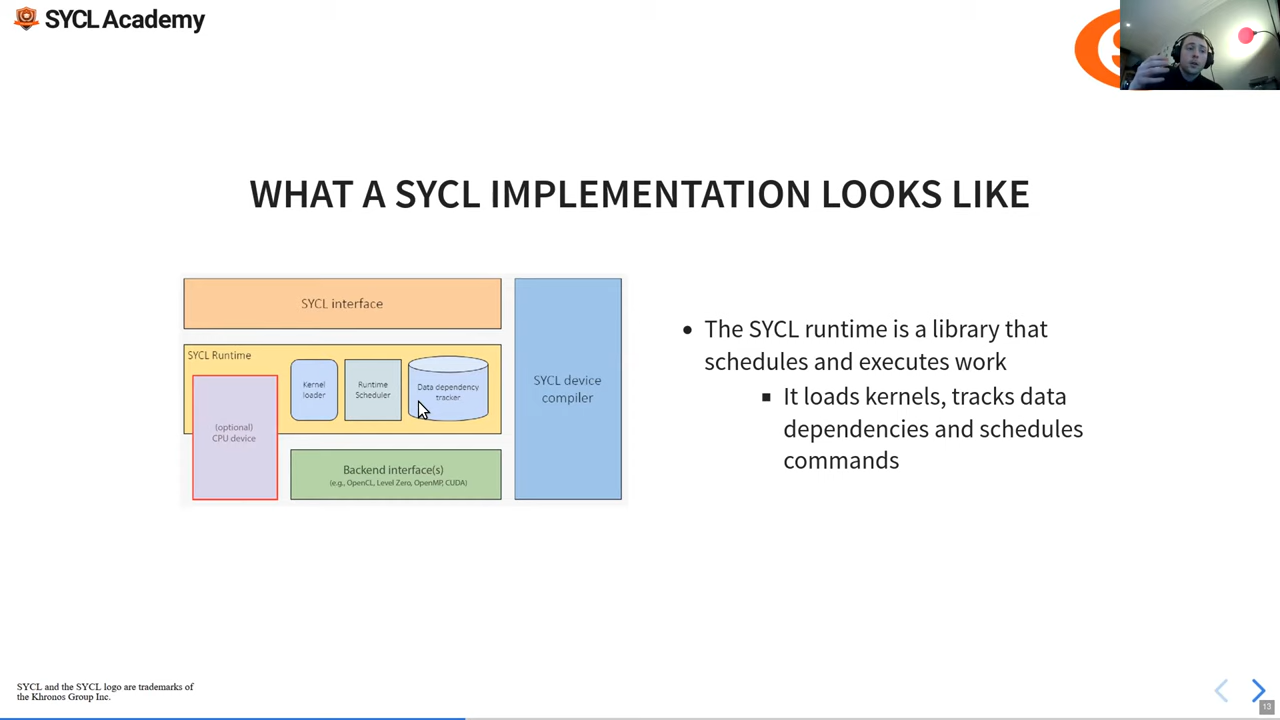 SYCL Academy
WHAT A SYCL IMPLEMENTATION LOOKS LIKE
SYCL interface
SYCL Runtime
Kernel
loader
Runtime
Scheduler
Data dependency
tracker
(optional)
CPU device
Backend interface(s)
(e.g., OpenCL, Level Zero, OpenMP, CUDA)
SYCL device
compiler
The SYCL runtime is a library that
schedules and executes work
It loads kernels, tracks data
dependencies and schedules
commands
SYCL and the SYCL logo are trademarks of
the Khronos Group Inc.
13